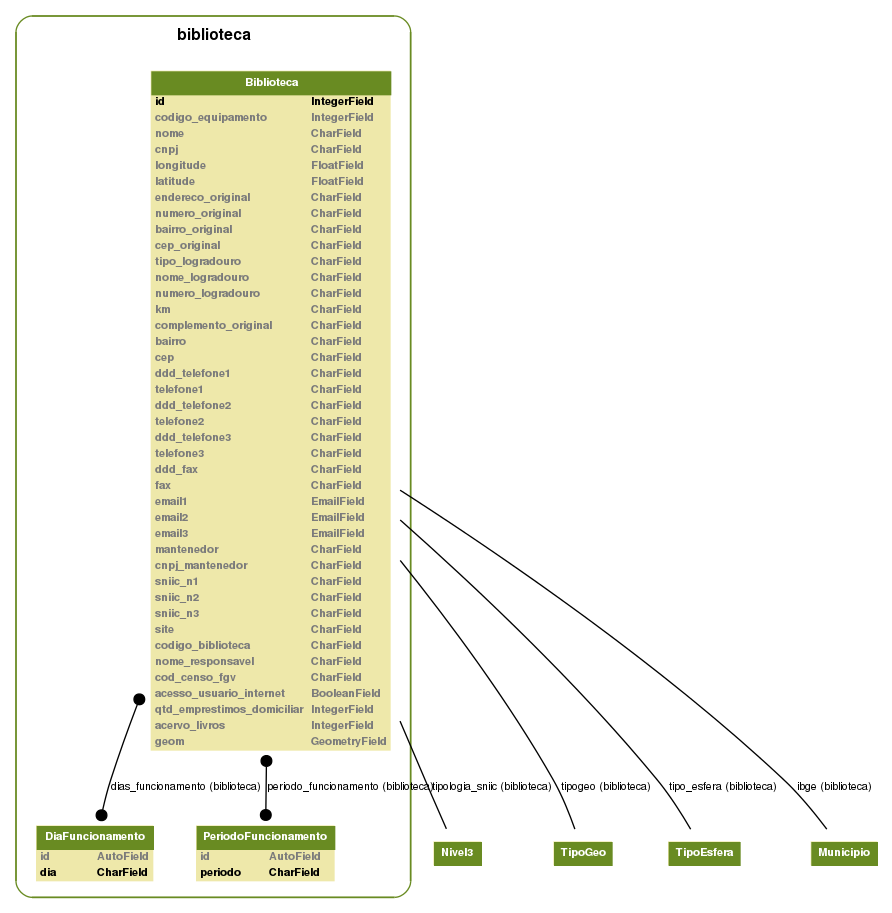 biblioteca
Biblioteca
id IntegerField
codigo_equipamento IntegerField
nome CharField
cnpj CharField
longitude FloatField
latitude FloatField
endereco_original CharField
numero_original CharField
bairro_original CharField
cep_original CharField
tipo_logradouro CharField
nome_logradouro CharField
numero_logradouro CharField
km CharField
complemento_original CharField
bairro CharField
cep CharField
ddd_telefone1 CharField
telefone1 CharField
ddd_telefone2 CharField
telefone2 CharField
ddd_telefone3 CharField
telefone3 CharField
ddd_fax CharField
fax CharField
email1 EmailField
email2 EmailField
email3 EmailField
mantenedor CharField
cnpj_mantenedor CharField
sniic_n1 CharField
sniic_n2 CharField
sniic_n3 CharField
site CharField
codigo_biblioteca CharField
nome_responsavel CharField
cod_censo_fgv CharField
acesso_usuario_internet BooleanField
qtd_emprestimos_domiciliar IntegerField
acervo_livros IntegerField
geom GeometryField
dias_funcionamento (biblioteca) periodo_funcionamento (biblioteca) tipologia_sniic (biblioteca) tipogeo (biblioteca) tipo_esfera (biblioteca) ibge (biblioteca)
DiaFuncionamento
id AutoField
dia CharField
PeriodoFuncionamento
id AutoField
periodo CharField
Nivel3
TipoGeo
TipoEsfera
Municipio